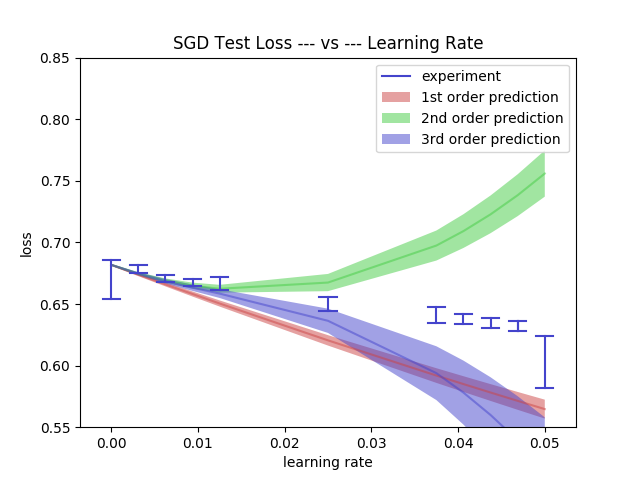 SGD Test Loss --- vs --- Learning Rate
experiment
1st order prediction
2nd order prediction
3rd order prediction
0.85
0.80
0.75
0.70
0.65
0.60
0.55
loss
0.00 0.01 0.02 0.03 0.04 0.05
learning rate